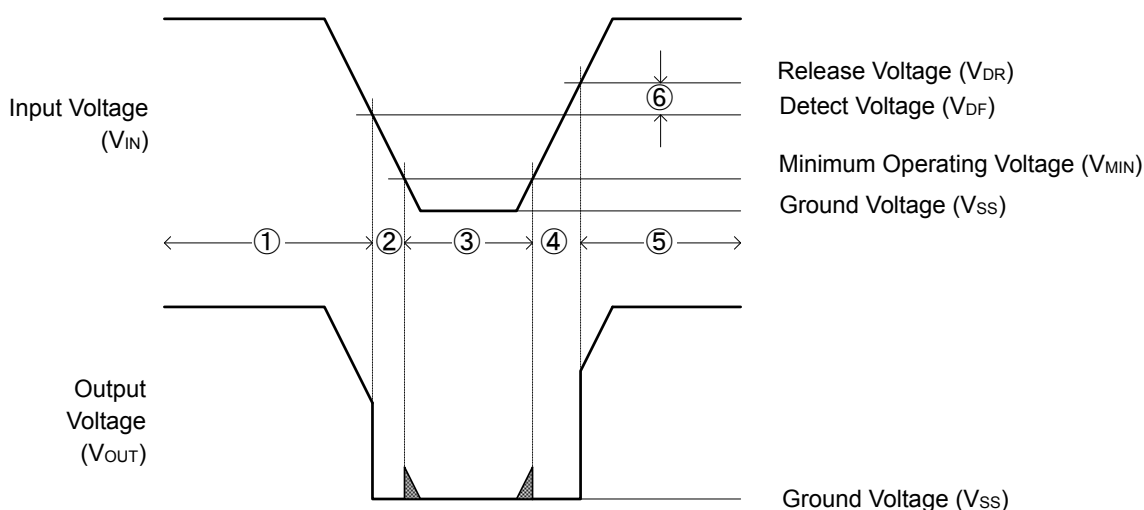 Release Voltage (VDR)
⑥
Input Voltage
(VIN)
Detect Voltage (VDF)
Minimum Operating Voltage (VMIN)
Ground Voltage (VSS)
① ② ③ ④ ⑤
Output
Voltage
(VOUT)
Ground Voltage (VSS)